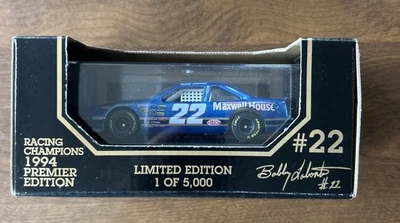 22
Maxwell House
RACING
CHAMPIONS
1994
PREMIER
EDITION
LIMITED EDITION
1 OF 5,000
#22
Bobby Labonte
#22